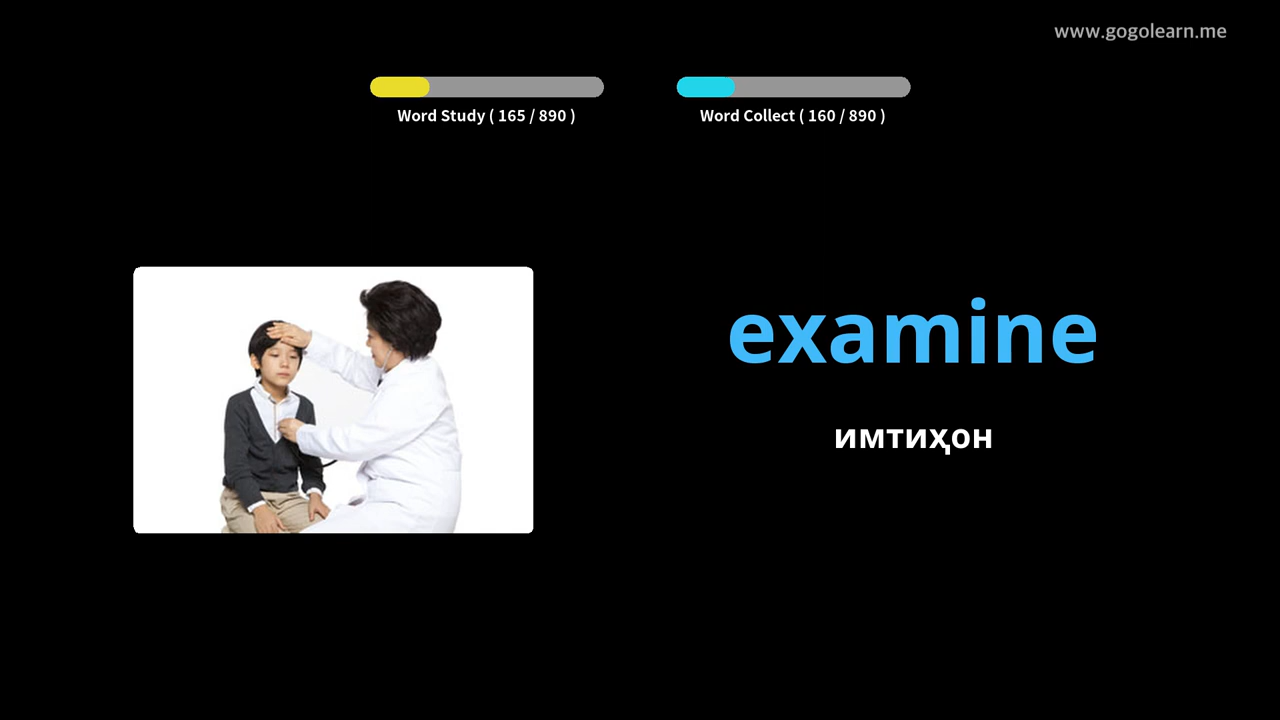 www.gogolearn.me
Word Study ( 165 / 890 )
Word Collect ( 160 / 890 )
examine
имтиҳон